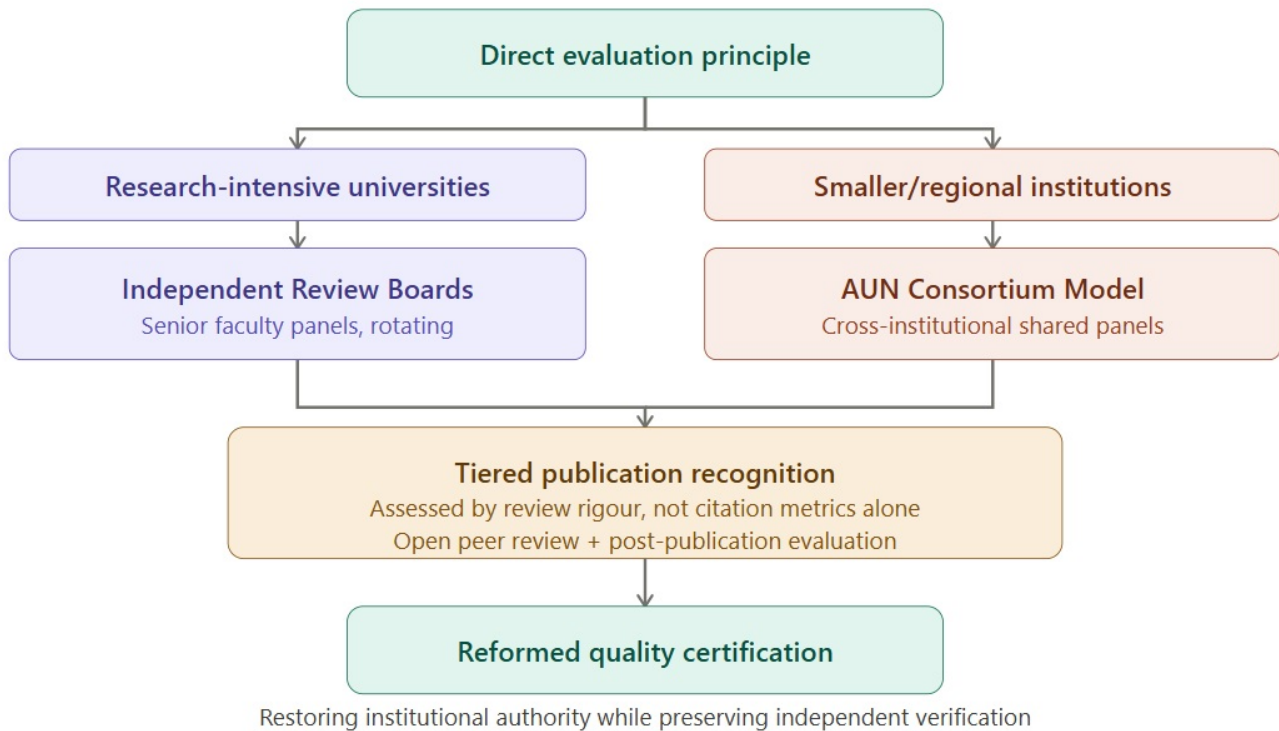 Direct evaluation principle
Research-intensive universities
Smaller/regional institutions
Independent Review Boards
Senior faculty panels, rotating
AUN Consortium Model
Cross-institutional shared panels
Tiered publication recognition
Assessed by review rigour, not citation metrics alone
Open peer review + post-publication evaluation
Reformed quality certification
Restoring institutional authority while preserving independent verification